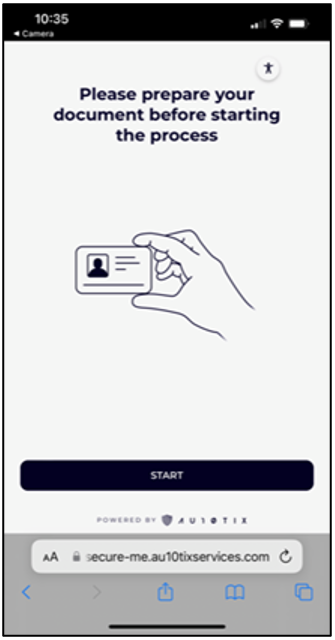 10:35
Camera
Please prepare your
document before starting
the process
START
POWERED BY AU10TIX
AA secure-me.au10tixservices.com